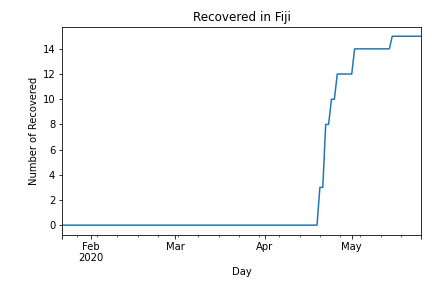 Recovered in Fiji
Number of Recovered
14
12
10
8
6
4
2
0
Feb
2020
Mar
Apr
May
Day